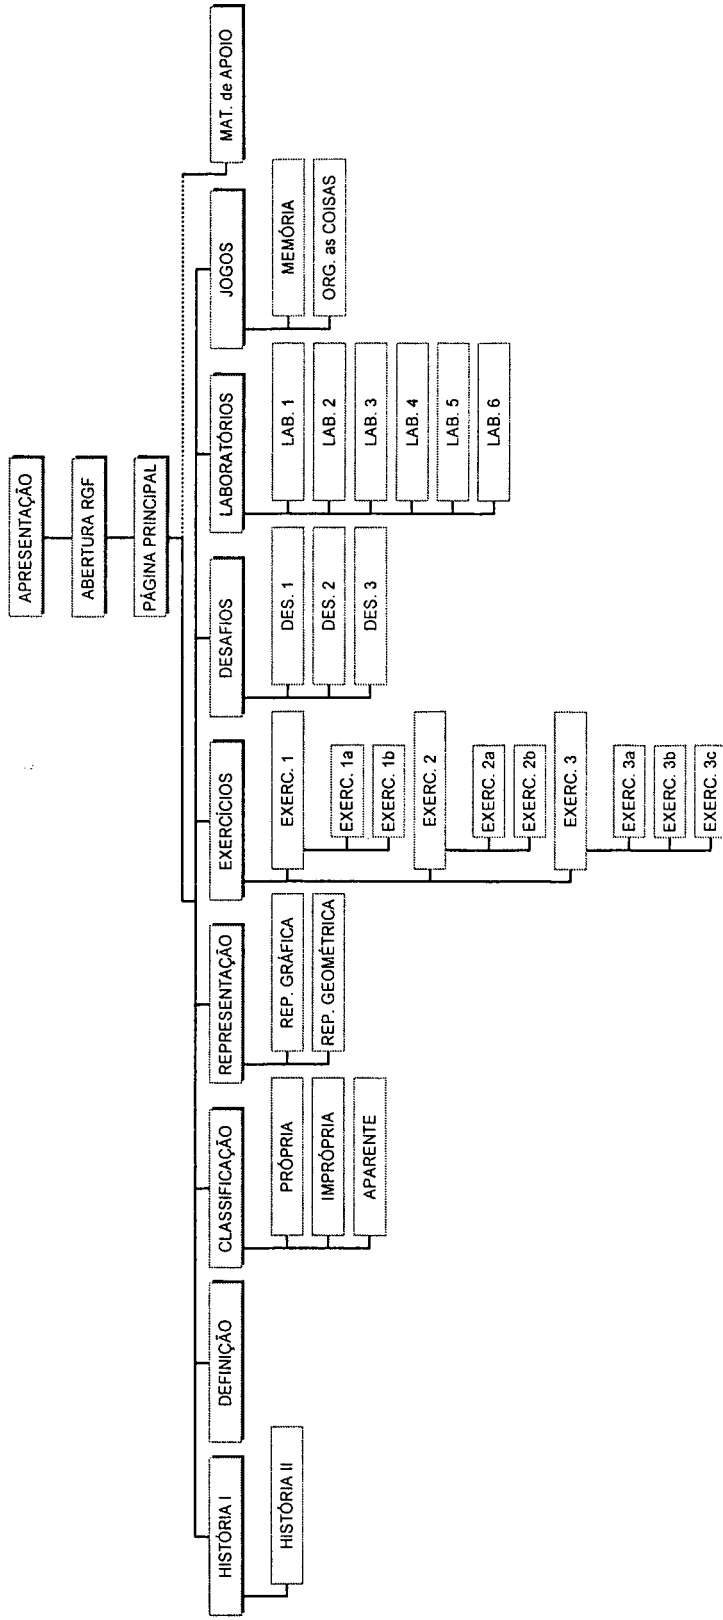 APRESENTAÇÃO
ABERTURA RGF
PÁGINA PRINCIPAL
HISTÓRIA I
HISTÓRIA II
DEFINIÇÃO
CLASSIFICAÇÃO
PRÓPRIA
IMPRÓPRIA
APARENTE
REPRESENTAÇÃO
REP. GRÁFICA
REP. GEOMÉTRICA
EXERCÍCIOS
EXERC. 1
EXERC. 1a
EXERC. 1b
EXERC. 2
EXERC. 2a
EXERC. 2b
EXERC. 3
EXERC. 3a
EXERC. 3b
EXERC. 3c
DESAFIOS
DES. 1
DES. 2
DES. 3
LABORATÓRIOS
LAB. 1
LAB. 2
LAB. 3
LAB. 4
LAB. 5
LAB. 6
JOGOS
MEMÓRIA
ORG. as COISAS
MAT. de APOIO